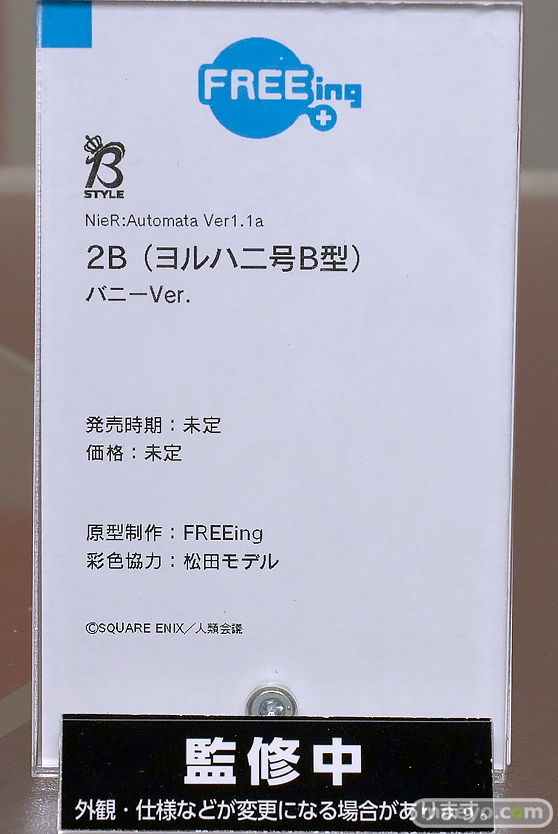 FREEing
B
STYLE
NieR:Automata Ver1.1a
2B（ヨルハ二号B型）
バニーVer.
発売時期：未定
価格：未定
原型制作：FREEing
彩色協力：松田モデル
©SQUARE ENIX／人類会議
監修中
外観・仕様などが変更になる場合があります。